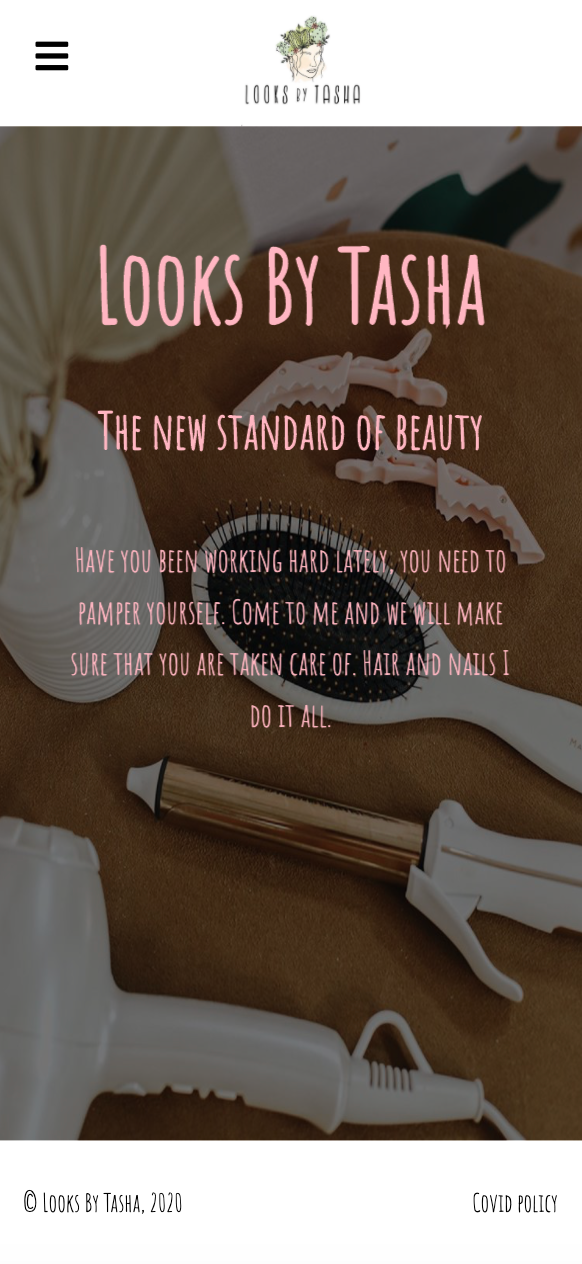 LOOKS BY TASHA
Looks By Tasha
The new standard of beauty
Have you been working hard lately, you need to
pamper yourself. Come to me and we will make
sure that you are taken care of. Hair and nails I
do it all.
© Looks By Tasha, 2020
Covid policy